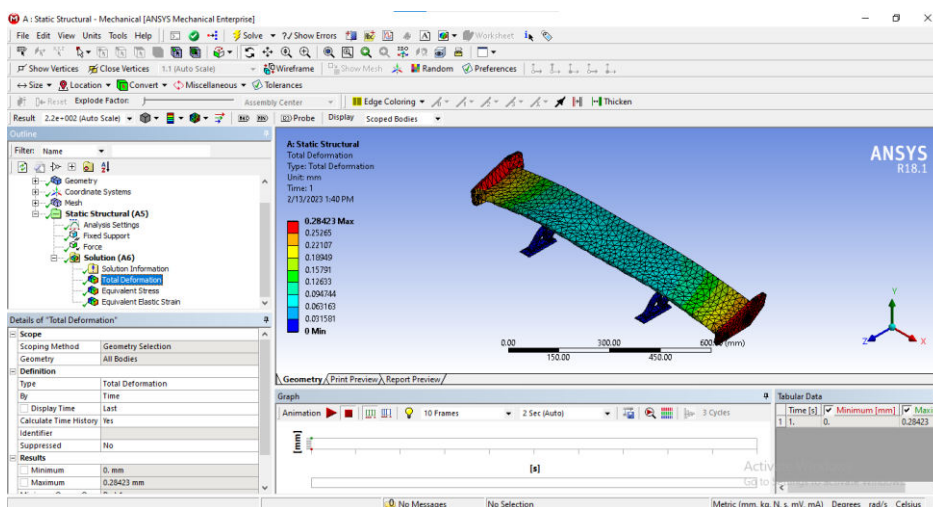 A : Static Structural - Mechanical [ANSYS Mechanical Enterprise]
File Edit View Units Tools Help Solve ?/ Show Errors Worksheet
Show Vertices Close Vertices 1.1 (Auto Scale) Wireframe Show Mesh Random Preferences
Size Location Convert Miscellaneous Tolerances
Reset Explode Factor: Assembly Center Edge Coloring Thicken
Result 2.2e+002 (Auto Scale) Probe Display Scoped Bodies
Outline
Filter: Name
Geometry
Coordinate Systems
Mesh
Static Structural (A5)
Analysis Settings
Fixed Support
Force
Solution (A6)
Solution Information
Total Deformation
Equivalent Stress
Equivalent Elastic Strain
Details of "Total Deformation"
Scope
Scoping Method Geometry Selection
Geometry All Bodies
Definition
Type Total Deformation
By Time
Display Time Last
Calculate Time History Yes
Identifier
Suppressed No
Results
Minimum 0. mm
Maximum 0.28423 mm
A: Static Structural
Total Deformation
Type: Total Deformation
Unit: mm
Time: 1
2/13/2023 1:40 PM
0.28423 Max
0.25265
0.22107
0.18949
0.15791
0.12633
0.094744
0.063163
0.031581
0 Min
ANSYS
R18.1
0.00 300.00 600.00 (mm)
150.00 450.00
Y
Z X
Geometry Print Preview Report Preview
Graph
Animation 10 Frames 2 Sec (Auto) 3 Cycles
[mm]
[s]
Tabular Data
Time [s] Minimum [mm] Maxi
1 1. 0. 0.28423
No Messages No Selection Metric (mm, kg, N, s, mV, mA) Degrees rad/s Celsius